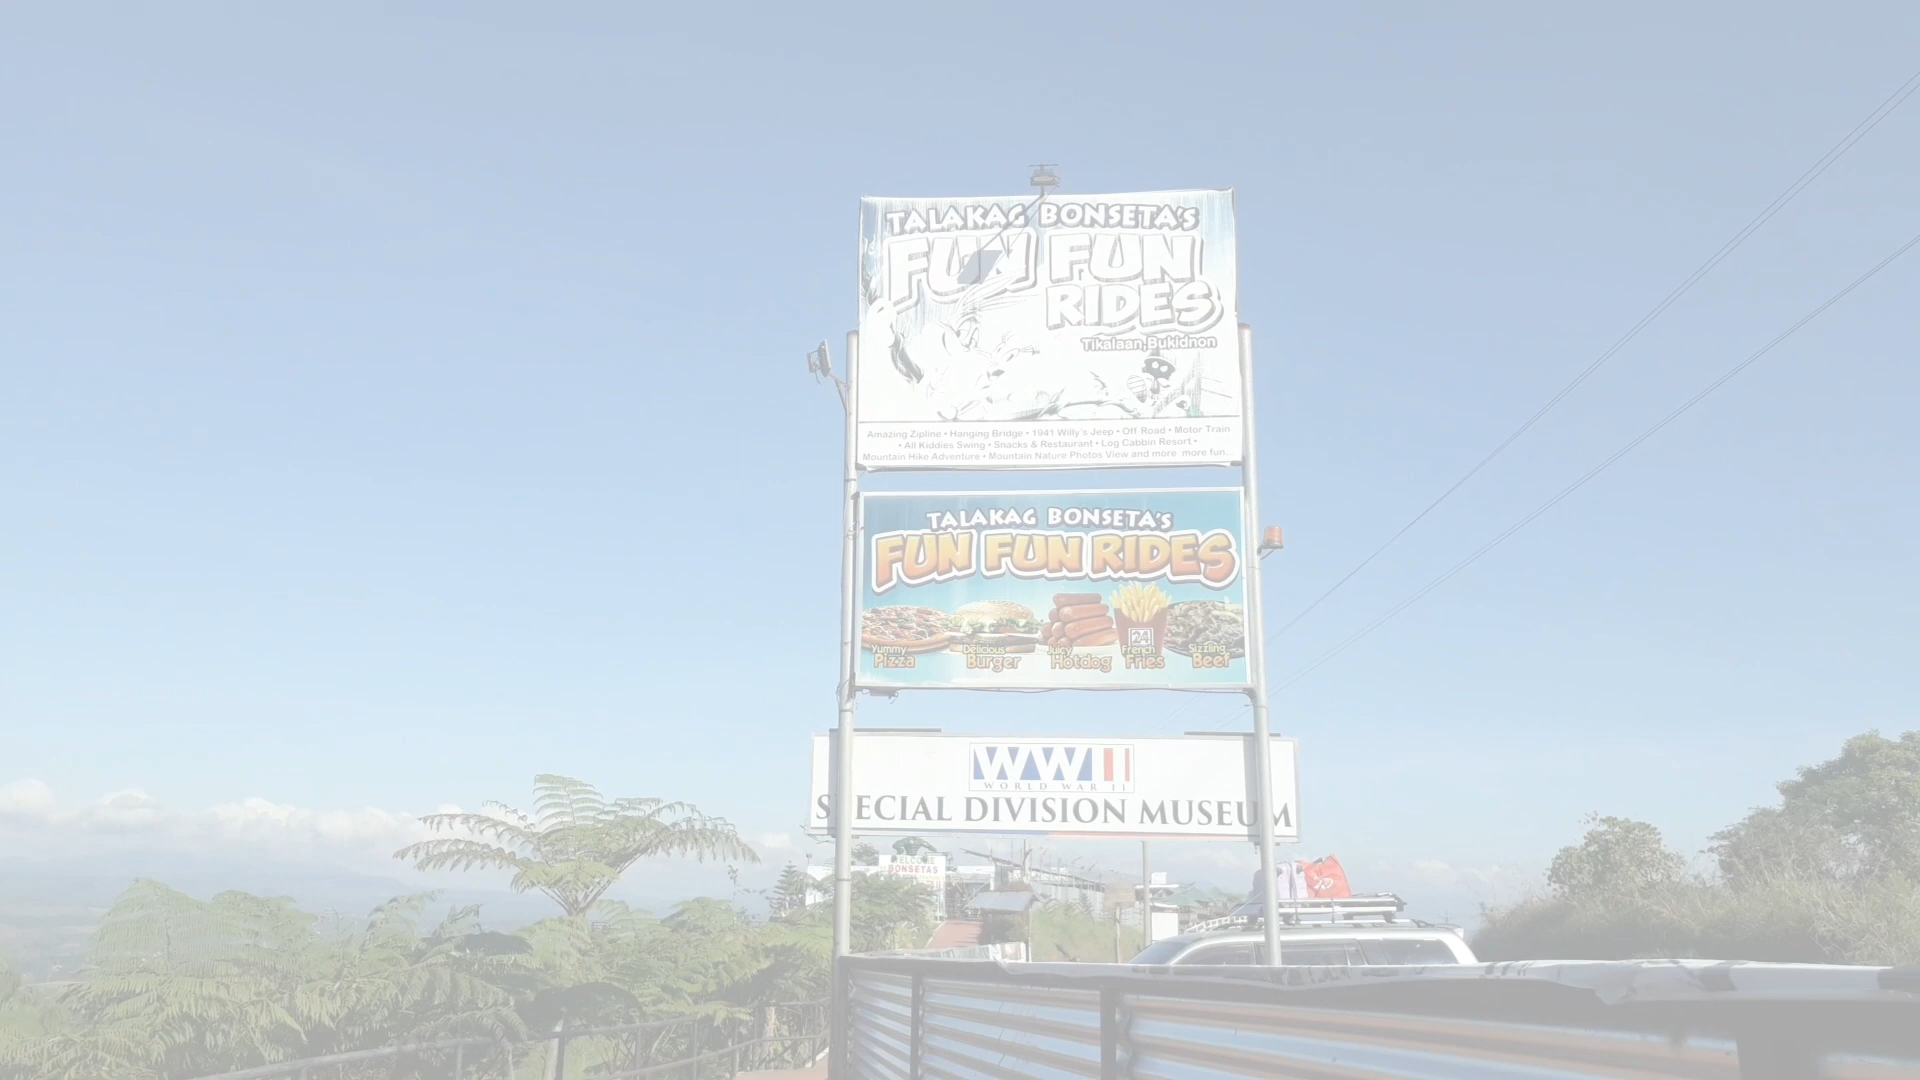 TALAKAG BONSETA'S
FUN FUN
RIDES
Tikalaan,Bukidnon
Amazing Zipline • Hanging Bridge • 1941 Willy's Jeep • Off Road • Motor Train
• All Kiddies Swing • Snacks & Restaurant • Log Cabbin Resort •
Mountain Hike Adventure • Mountain Nature Photos View and more more fun...
TALAKAG BONSETA'S
FUN FUN RIDES
24
Yummy Pizza
Delicious Burger
Juicy Hotdog
French Fries
Sizzling Beef
WWII
WORLD WAR II
SPECIAL DIVISION MUSEUM
WELCOME
BONSETAS